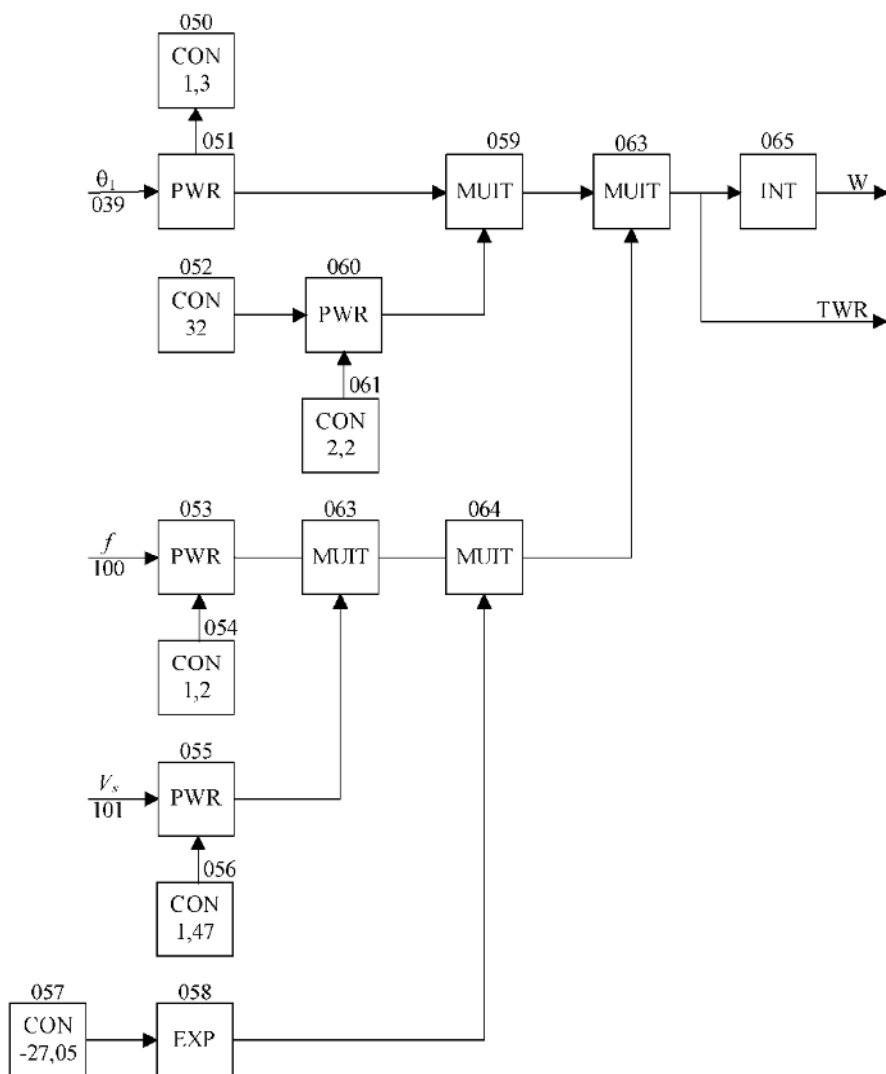 050
CON
1,3
051
059
063
065
θ1
039
PWR
MUIT
MUIT
INT
W
052
060
CON
32
PWR
TWR
061
CON
2,2
053
063
064
f
100
PWR
MUIT
MUIT
054
CON
1,2
055
Vs
101
PWR
056
CON
1,47
057
058
CON
-27,05
EXP